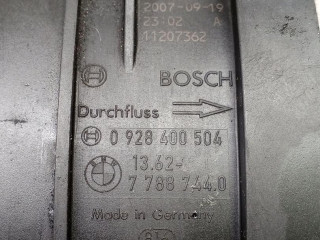 2007-09-19
23:02 A
11207362
BOSCH
Durchfluss
0 928 400 504
13.62-
7 788 744.0
Made in Germany